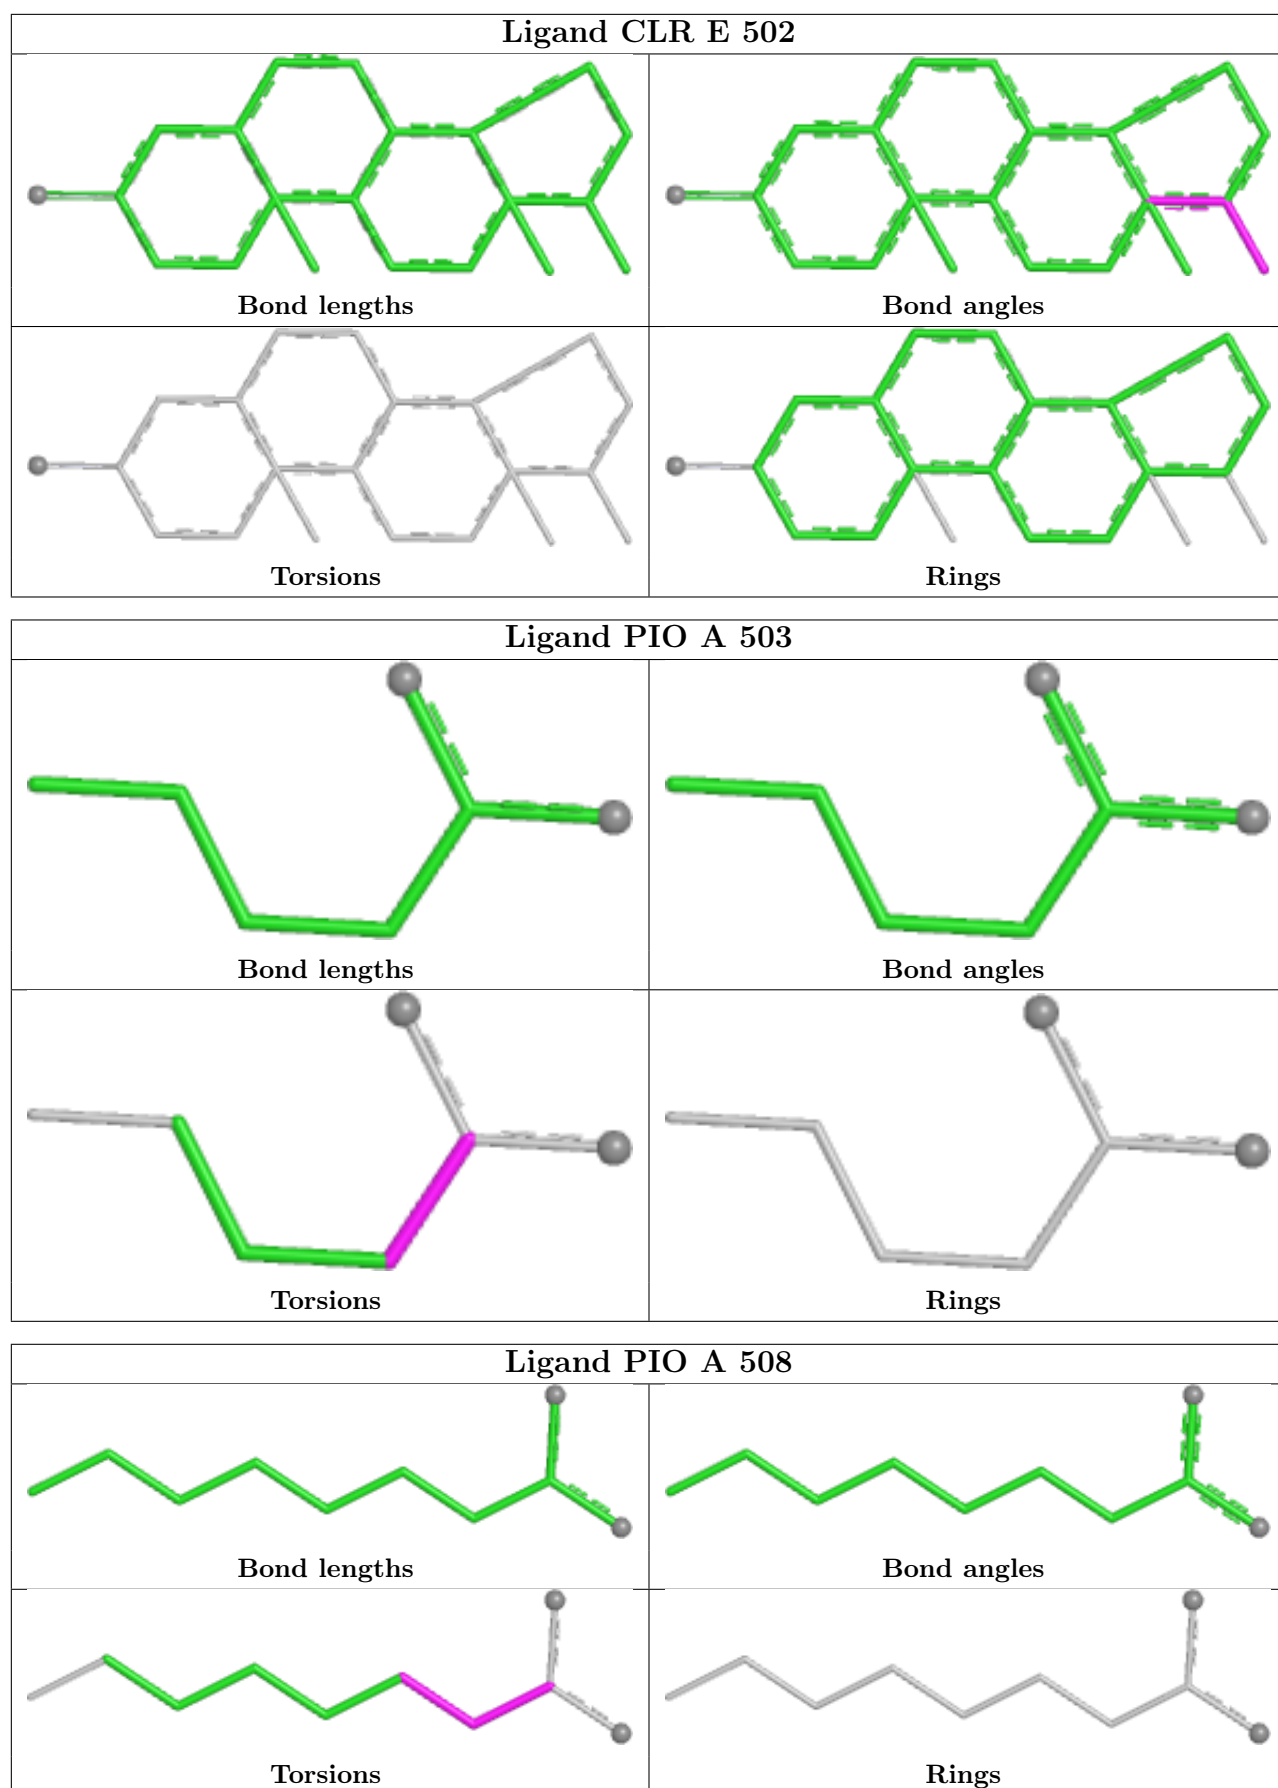 Ligand CLR E 502
Bond lengths
Bond angles
Torsions
Rings
Ligand PIO A 503
Bond lengths
Bond angles
Torsions
Rings
Ligand PIO A 508
Bond lengths
Bond angles
Torsions
Rings